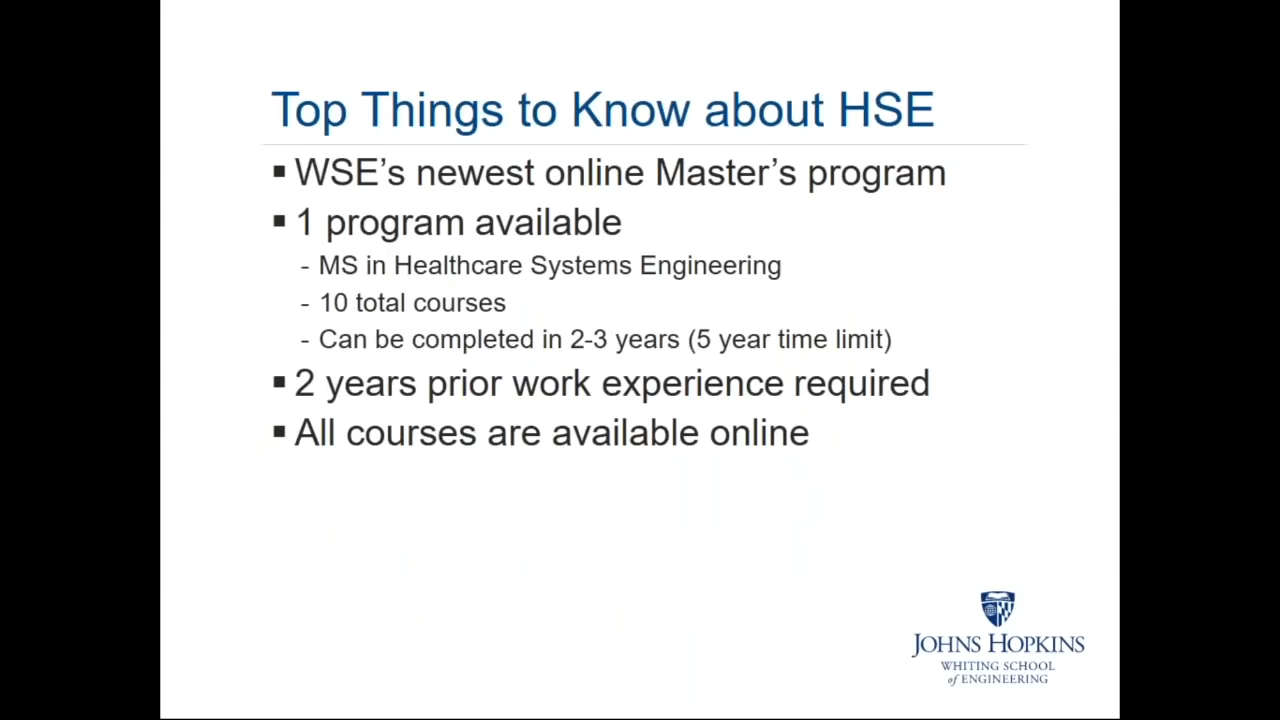 Top Things to Know about HSE
▪ WSE’s newest online Master’s program
▪ 1 program available
- MS in Healthcare Systems Engineering
- 10 total courses
- Can be completed in 2-3 years (5 year time limit)
▪ 2 years prior work experience required
▪ All courses are available online
JOHNS HOPKINS
WHITING SCHOOL
of ENGINEERING